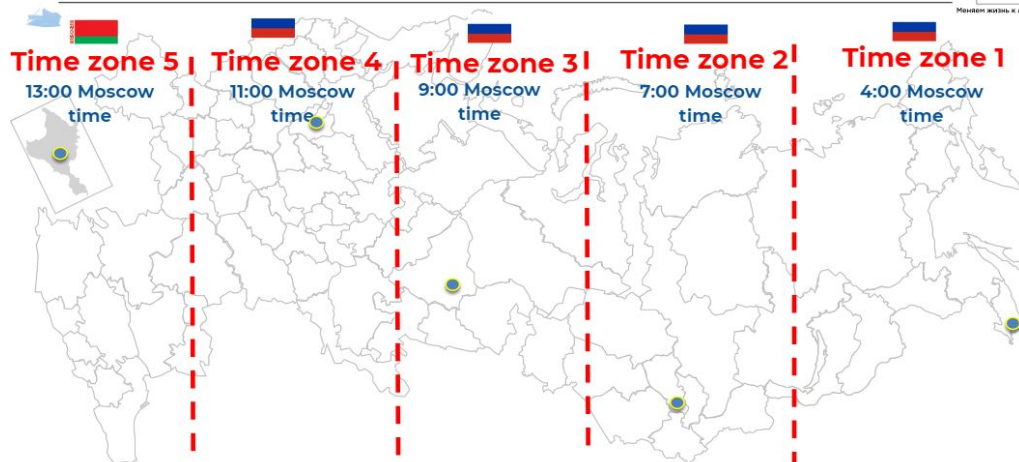 Меняем жизнь к
Time zone 5
13:00 Moscow
time
Time zone 4
11:00 Moscow
time
Time zone 3
9:00 Moscow
time
Time zone 2
7:00 Moscow
time
Time zone 1
4:00 Moscow
time